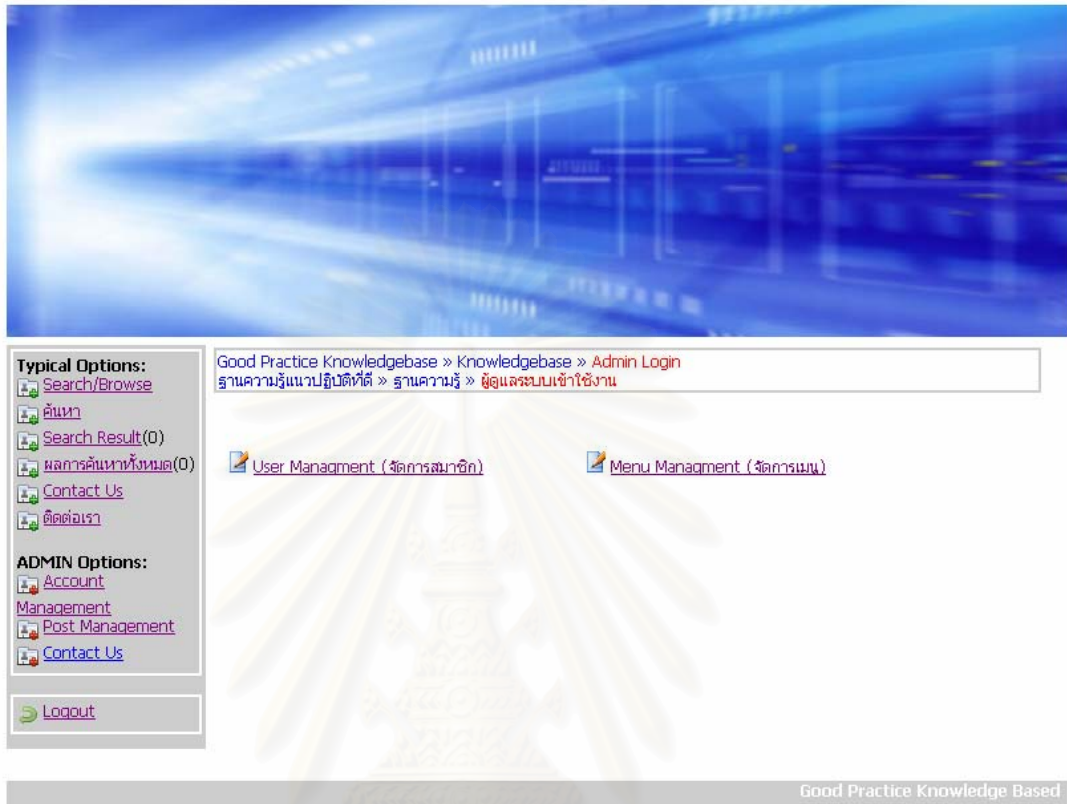 Typical Options:
Search/Browse
ค้นหา
Search Result(0)
ผลการค้นหาทั้งหมด(0)
Contact Us
ติดต่อเรา
ADMIN Options:
Account
Management
Post Management
Contact Us
Logout
Good Practice Knowledgebase » Knowledgebase » Admin Login
ฐานความรู้แนวปฏิบัติที่ดี » ฐานความรู้ » ผู้ดูแลระบบเข้าใช้งาน
User Managment (จัดการสมาชิก)
Menu Managment (จัดการเมนู)
Good Practice Knowledge Based